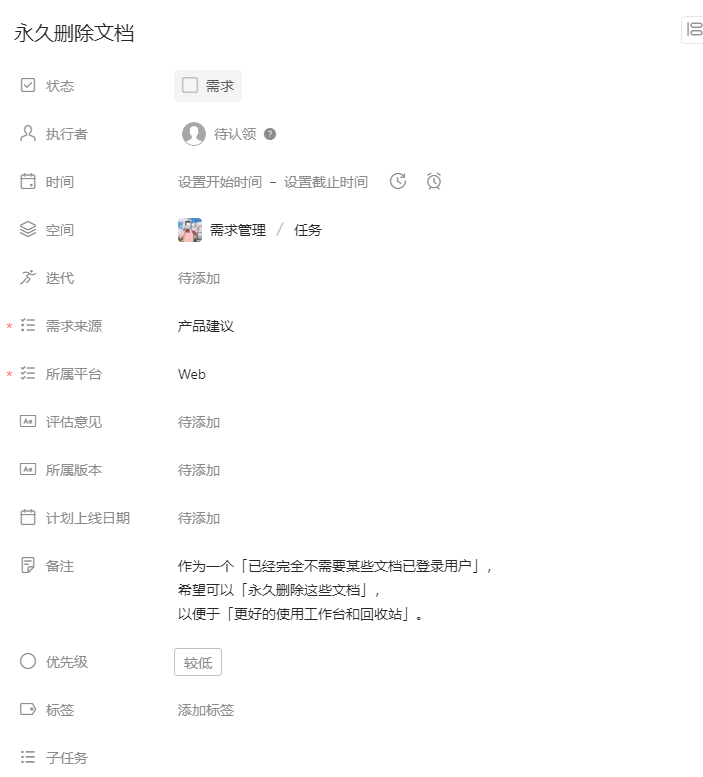 永久删除文档
状态 需求
执行者 待认领 ?
时间 设置开始时间 – 设置截止时间
空间 需求管理 / 任务
迭代 待添加
* 需求来源 产品建议
* 所属平台 Web
Aa 评估意见 待添加
Aa 所属版本 待添加
计划上线日期 待添加
备注 作为一个「已经完全不需要某些文档已登录用户」,
希望可以「永久删除这些文档」,
以便于「更好的使用工作台和回收站」。
优先级 较低
标签 添加标签
子任务